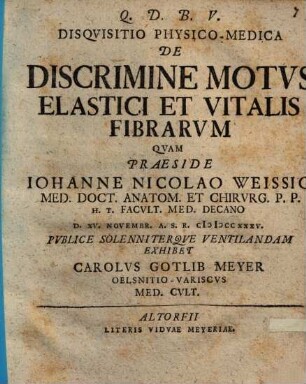 Q. D. B. V.
DISQVISITIO PHYSICO-MEDICA
DE
DISCRIMINE MOTVS
ELASTICI ET VITALIS
FIBRARVM
QVAM
PRAESIDE
IOHANNE NICOLAO WEISSIO
MED. DOCT. ANATOM. ET CHIRVRG. P. P.
H. T. FACVLT. MED. DECANO
D. XV. NOVEMBR. A. S. R. CIƆIƆCCXXXV.
PVBLICE SOLENNITERQVE VENTILANDAM
EXHIBET
CAROLVS GOTLIB MEYER
OELSNITIO-VARISCVS
MED. CVLT.
ALTORFII
LITERIS VIDVAE MEYERIAE.